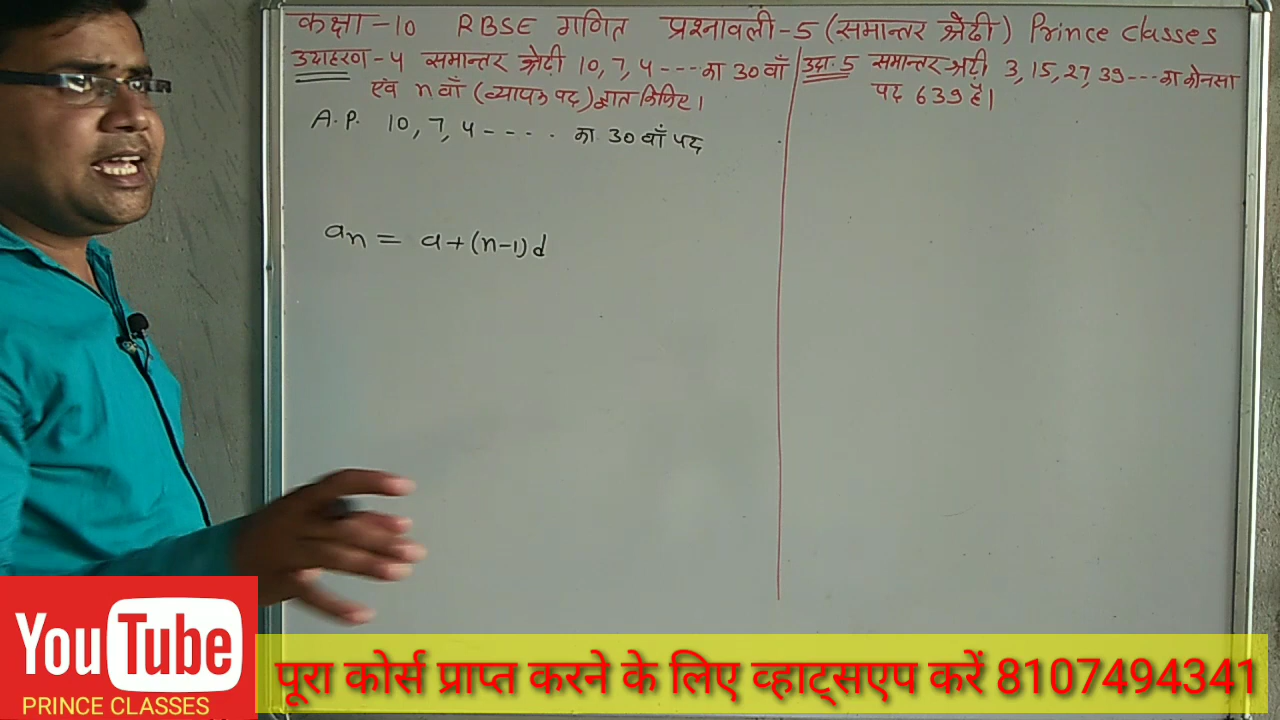 कक्षा-10 RBSE गणित प्रश्नावली-5 (समान्तर श्रेढी) Prince Classes
उदाहरण-4 समान्तर श्रेढी 10, 7, 4 --- का 30 वाँ
एवं n वाँ (व्यापक पद) ज्ञात किजिए।
A.P. 10, 7, 4 - - - - . का 30 वाँ पद
an = a+(n-1)d
उदा. 5 समान्तर श्रेढी 3, 15, 27, 39 --- का कोनसा
पद 639 है।
YouTube
PRINCE CLASSES
पूरा कोर्स प्राप्त करने के लिए व्हाट्सएप करें 8107494341